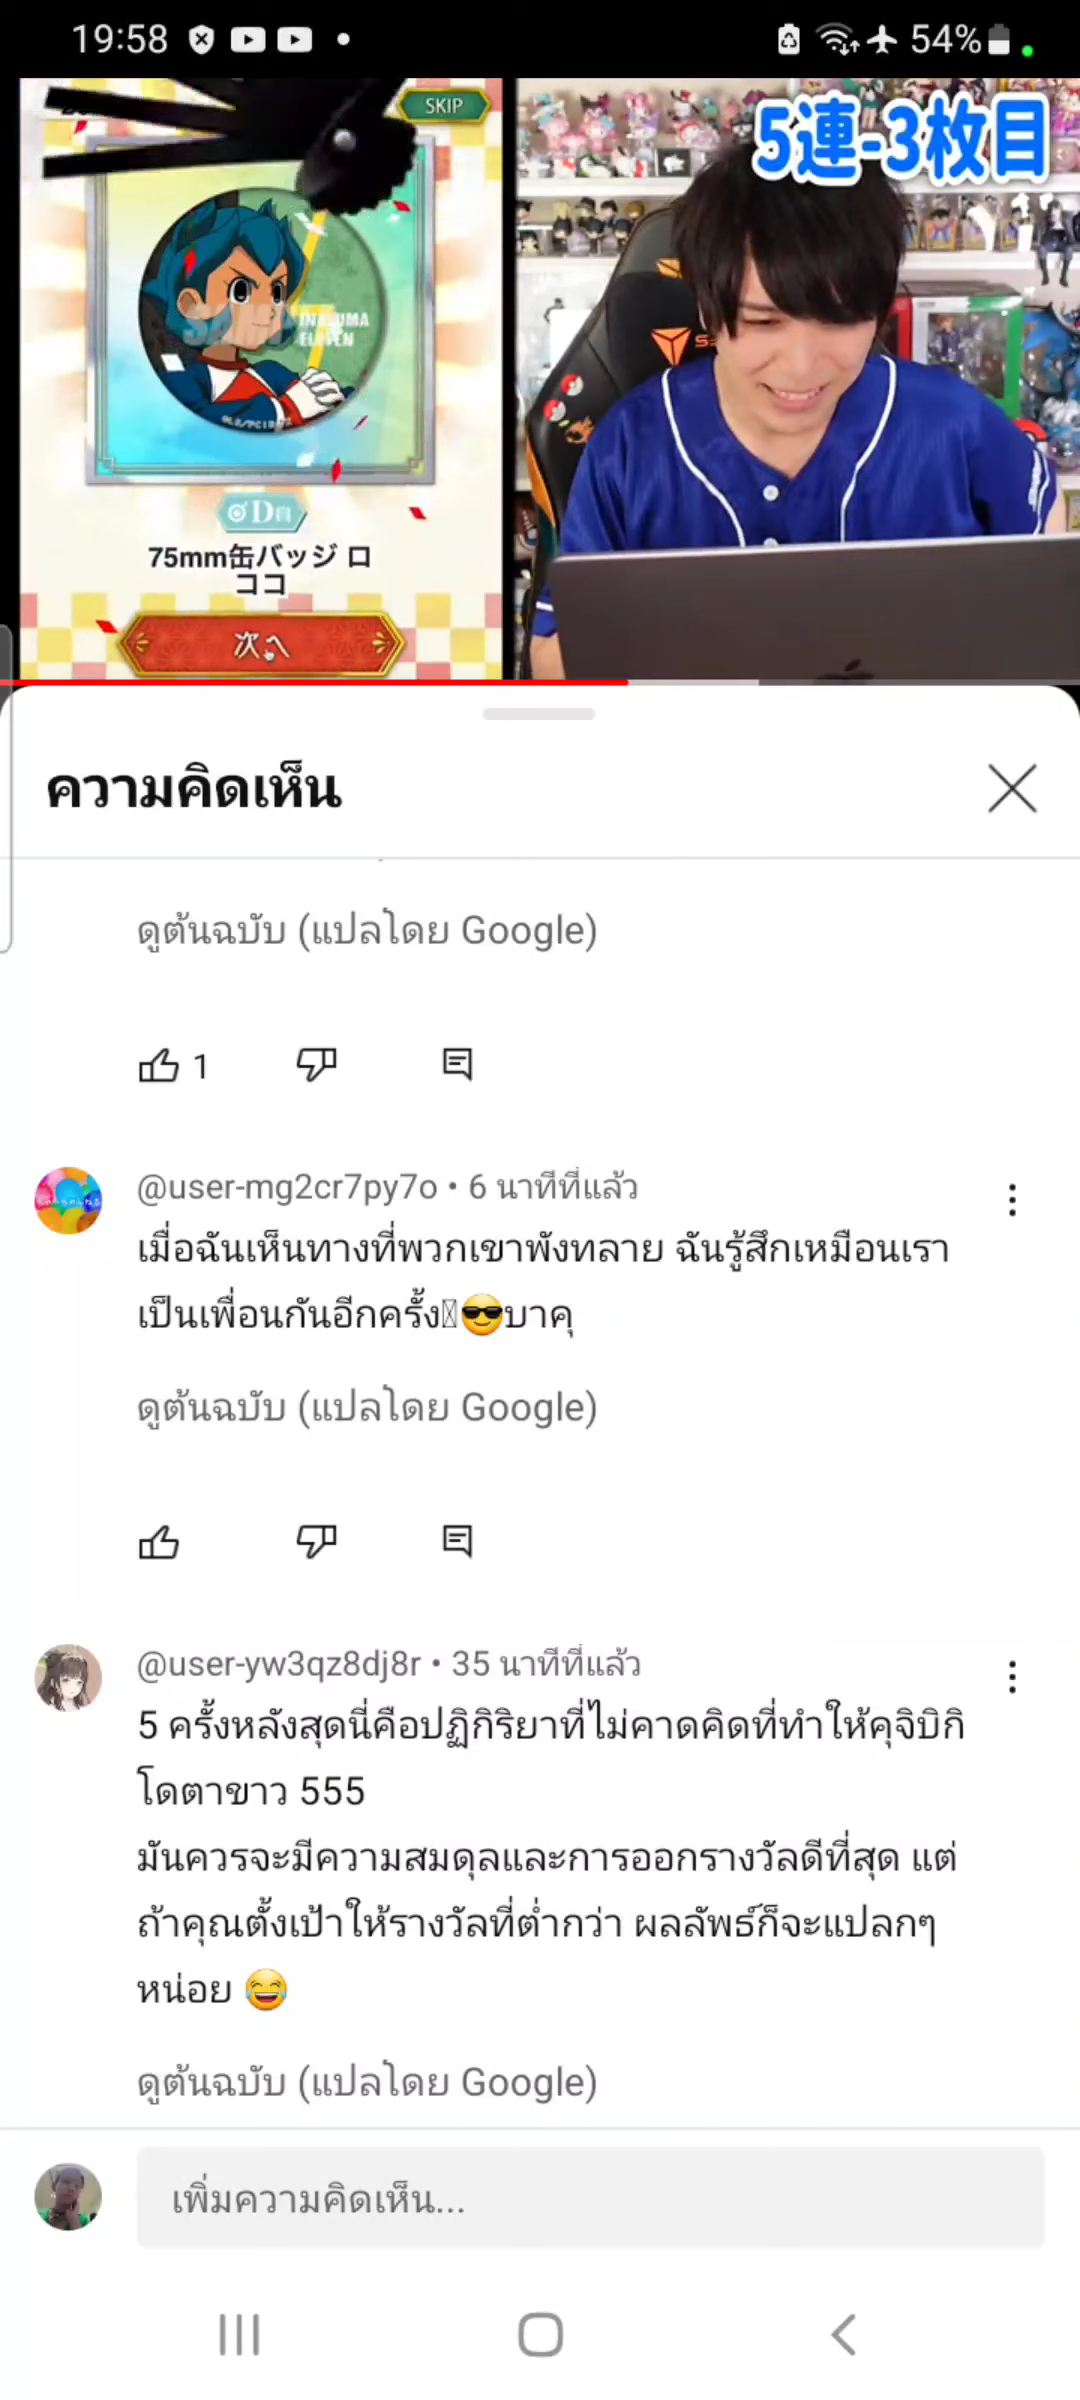 19:58
54%
SKIP
5連-3枚目
SAMPLE
INAZUMA
ELEVEN
D賞
75mm缶バッジ ロ
ココ
次へ
ความคิดเห็น
ดูต้นฉบับ (แปลโดย Google)
1
@user-mg2cr7py7o • 6 นาทีที่แล้ว
เมื่อฉันเห็นทางที่พวกเขาพังทลาย ฉันรู้สึกเหมือนเรา
เป็นเพื่อนกันอีกครั้ง😎บาคุ
ดูต้นฉบับ (แปลโดย Google)
@user-yw3qz8dj8r • 35 นาทีที่แล้ว
5 ครั้งหลังสุดนี่คือปฏิกิริยาที่ไม่คาดคิดที่ทำให้คุจิบิกิ
โดตาขาว 555
มันควรจะมีความสมดุลและการออกรางวัลดีที่สุด แต่
ถ้าคุณตั้งเป้าให้รางวัลที่ต่ำกว่า ผลลัพธ์ก็จะแปลกๆ
หน่อย 😂
ดูต้นฉบับ (แปลโดย Google)
เพิ่มความคิดเห็น...